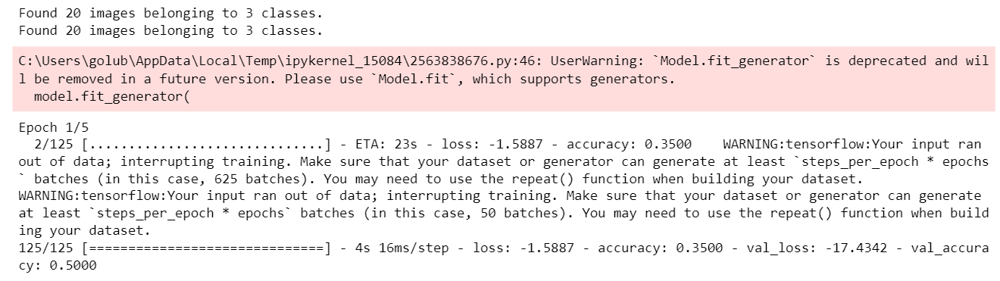 Found 20 images belonging to 3 classes.
Found 20 images belonging to 3 classes.
C:\Users\golub\AppData\Local\Temp\ipykernel_15084\2563838676.py:46: UserWarning: `Model.fit_generator` is deprecated and wil
l be removed in a future version. Please use `Model.fit`, which supports generators.
  model.fit_generator(
Epoch 1/5
  2/125 [..............................] - ETA: 23s - loss: -1.5887 - accuracy: 0.3500    WARNING:tensorflow:Your input ran
out of data; interrupting training. Make sure that your dataset or generator can generate at least `steps_per_epoch * epochs
` batches (in this case, 625 batches). You may need to use the repeat() function when building your dataset.
WARNING:tensorflow:Your input ran out of data; interrupting training. Make sure that your dataset or generator can generate
at least `steps_per_epoch * epochs` batches (in this case, 50 batches). You may need to use the repeat() function when build
ing your dataset.
125/125 [==============================] - 4s 16ms/step - loss: -1.5887 - accuracy: 0.3500 - val_loss: -17.4342 - val_accura
cy: 0.5000